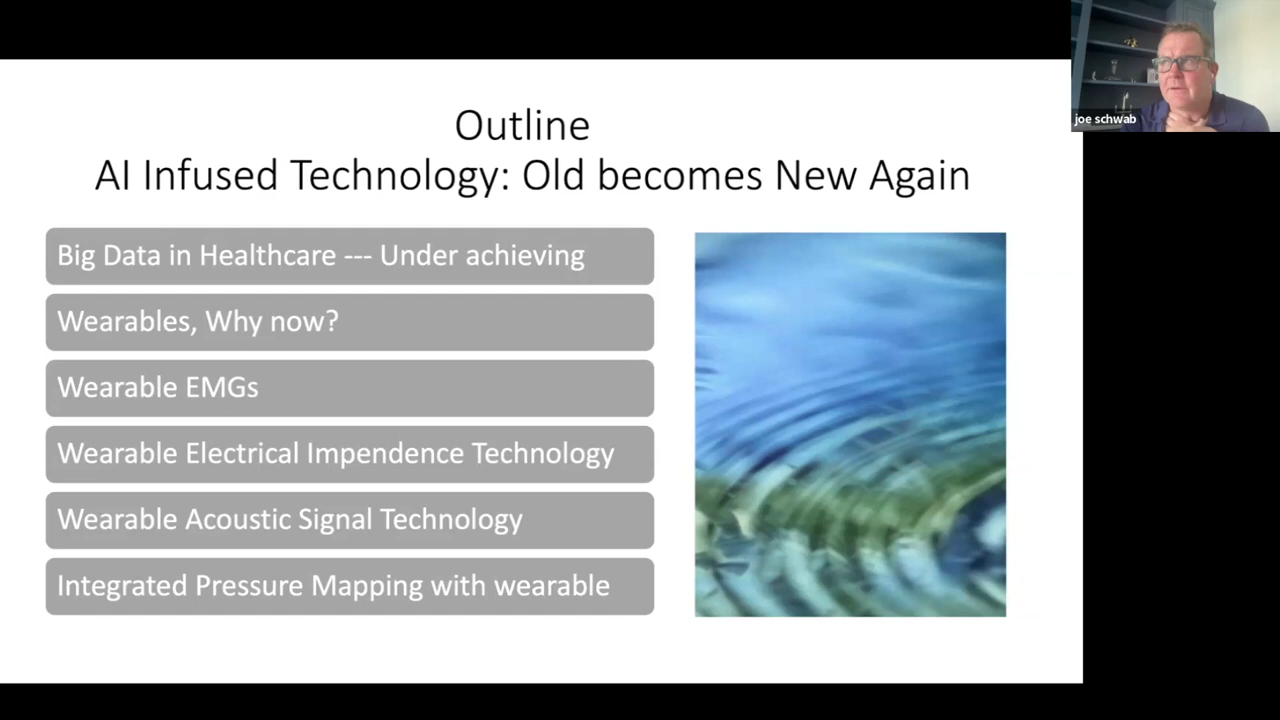 Outline
AI Infused Technology: Old becomes New Again
Big Data in Healthcare --- Under achieving
Wearables, Why now?
Wearable EMGs
Wearable Electrical Impendence Technology
Wearable Acoustic Signal Technology
Integrated Pressure Mapping with wearable
joe schwab